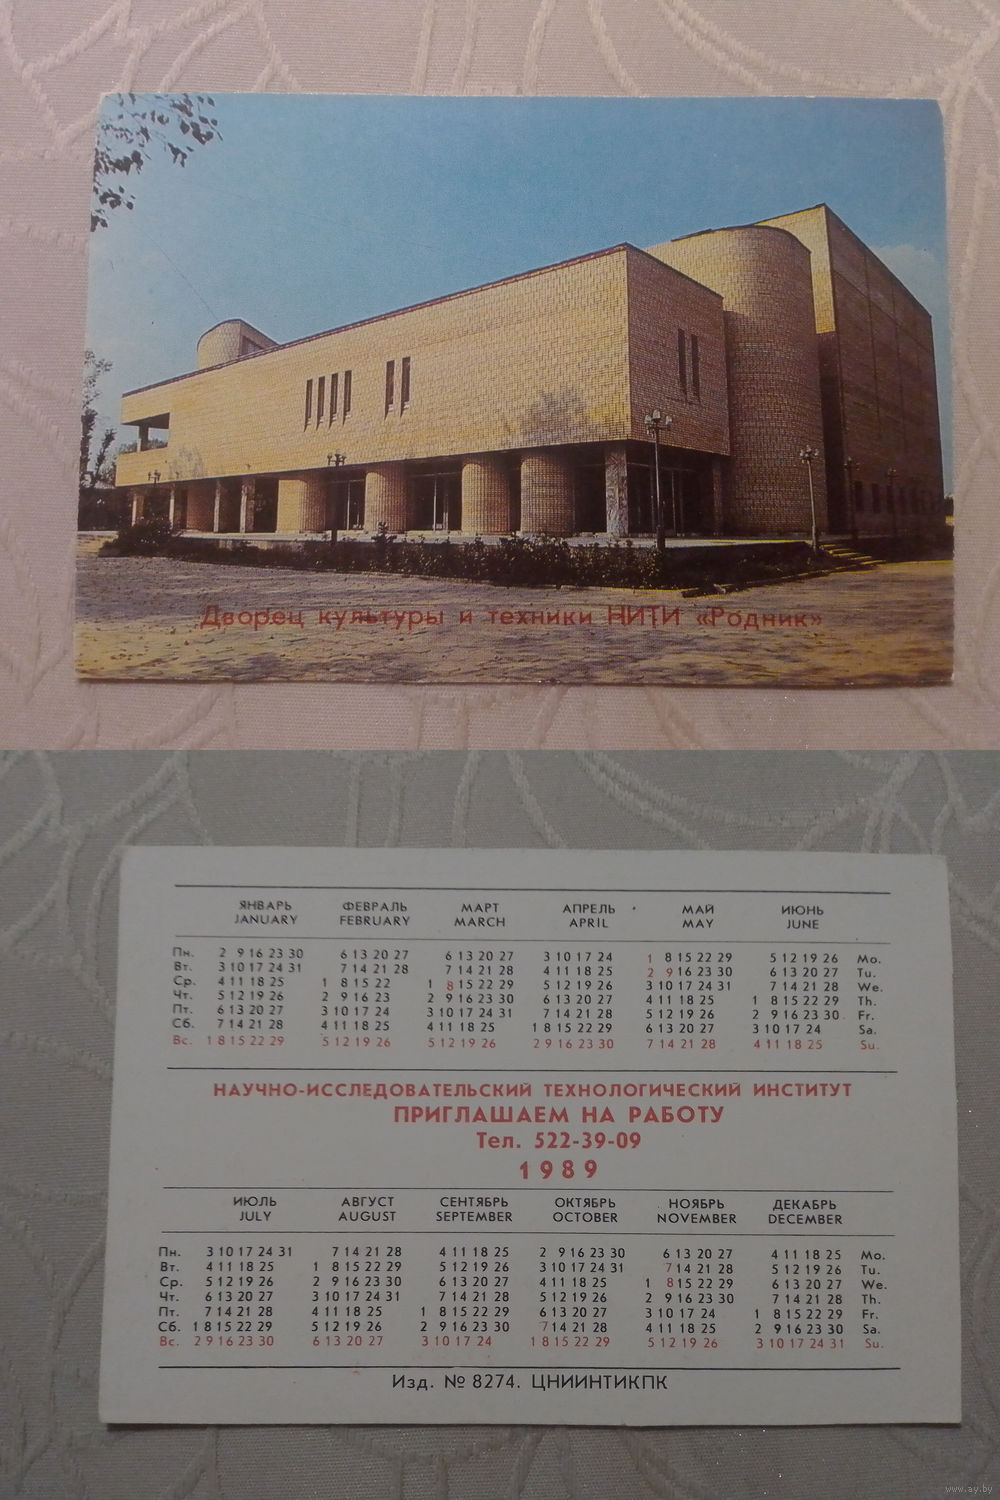 Дворец культуры и техники НИТИ «Родник»
ЯНВАРЬ ФЕВРАЛЬ МАРТ АПРЕЛЬ МАЙ ИЮНЬ
JANUARY FEBRUARY MARCH APRIL MAY JUNE
Пн. 2 9 16 23 30 6 13 20 27 6 13 20 27 3 10 17 24 1 8 15 22 29 5 12 19 26 Mo.
Вт. 3 10 17 24 31 7 14 21 28 7 14 21 28 4 11 18 25 2 9 16 23 30 6 13 20 27 Tu.
Ср. 4 11 18 25 1 8 15 22 1 8 15 22 29 5 12 19 26 3 10 17 24 31 7 14 21 28 We.
Чт. 5 12 19 26 2 9 16 23 2 9 16 23 30 6 13 20 27 4 11 18 25 1 8 15 22 29 Th.
Пт. 6 13 20 27 3 10 17 24 3 10 17 24 31 7 14 21 28 5 12 19 26 2 9 16 23 30 Fr.
Сб. 7 14 21 28 4 11 18 25 4 11 18 25 1 8 15 22 29 6 13 20 27 3 10 17 24 Sa.
Вс. 1 8 15 22 29 5 12 19 26 5 12 19 26 2 9 16 23 30 7 14 21 28 4 11 18 25 Su.
НАУЧНО-ИССЛЕДОВАТЕЛЬСКИЙ ТЕХНОЛОГИЧЕСКИЙ ИНСТИТУТ
ПРИГЛАШАЕМ НА РАБОТУ
Тел. 522-39-09
1989
ИЮЛЬ АВГУСТ СЕНТЯБРЬ ОКТЯБРЬ НОЯБРЬ ДЕКАБРЬ
JULY AUGUST SEPTEMBER OCTOBER NOVEMBER DECEMBER
Пн. 3 10 17 24 31 7 14 21 28 4 11 18 25 2 9 16 23 30 6 13 20 27 4 11 18 25 Mo.
Вт. 4 11 18 25 1 8 15 22 29 5 12 19 26 3 10 17 24 31 7 14 21 28 5 12 19 26 Tu.
Ср. 5 12 19 26 2 9 16 23 30 6 13 20 27 4 11 18 25 1 8 15 22 29 6 13 20 27 We.
Чт. 6 13 20 27 3 10 17 24 31 7 14 21 28 5 12 19 26 2 9 16 23 30 7 14 21 28 Th.
Пт. 7 14 21 28 4 11 18 25 1 8 15 22 29 6 13 20 27 3 10 17 24 1 8 15 22 29 Fr.
Сб. 1 8 15 22 29 5 12 19 26 2 9 16 23 30 7 14 21 28 4 11 18 25 2 9 16 23 30 Sa.
Вс. 2 9 16 23 30 6 13 20 27 3 10 17 24 1 8 15 22 29 5 12 19 26 3 10 17 24 31 Su.
Изд. № 8274. ЦНИИНТИКПК
www.ay.by